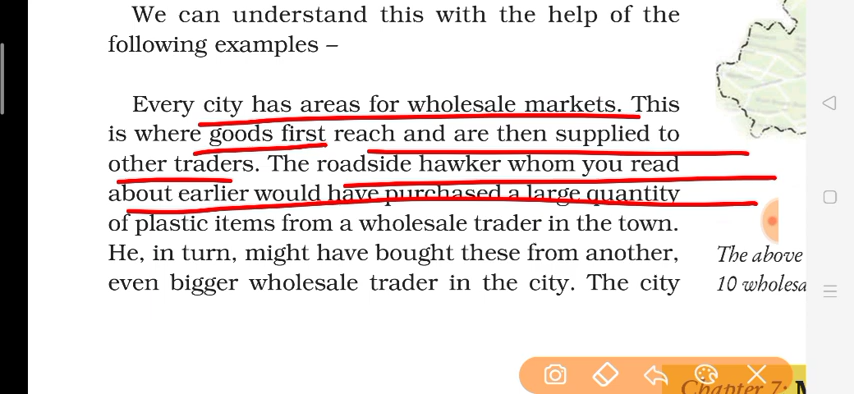 We can understand this with the help of the
following examples –
Every city has areas for wholesale markets. This
is where goods first reach and are then supplied to
other traders. The roadside hawker whom you read
about earlier would have purchased a large quantity
of plastic items from a wholesale trader in the town.
He, in turn, might have bought these from another,
even bigger wholesale trader in the city. The city
The above
10 wholesa
Chapter 7: M